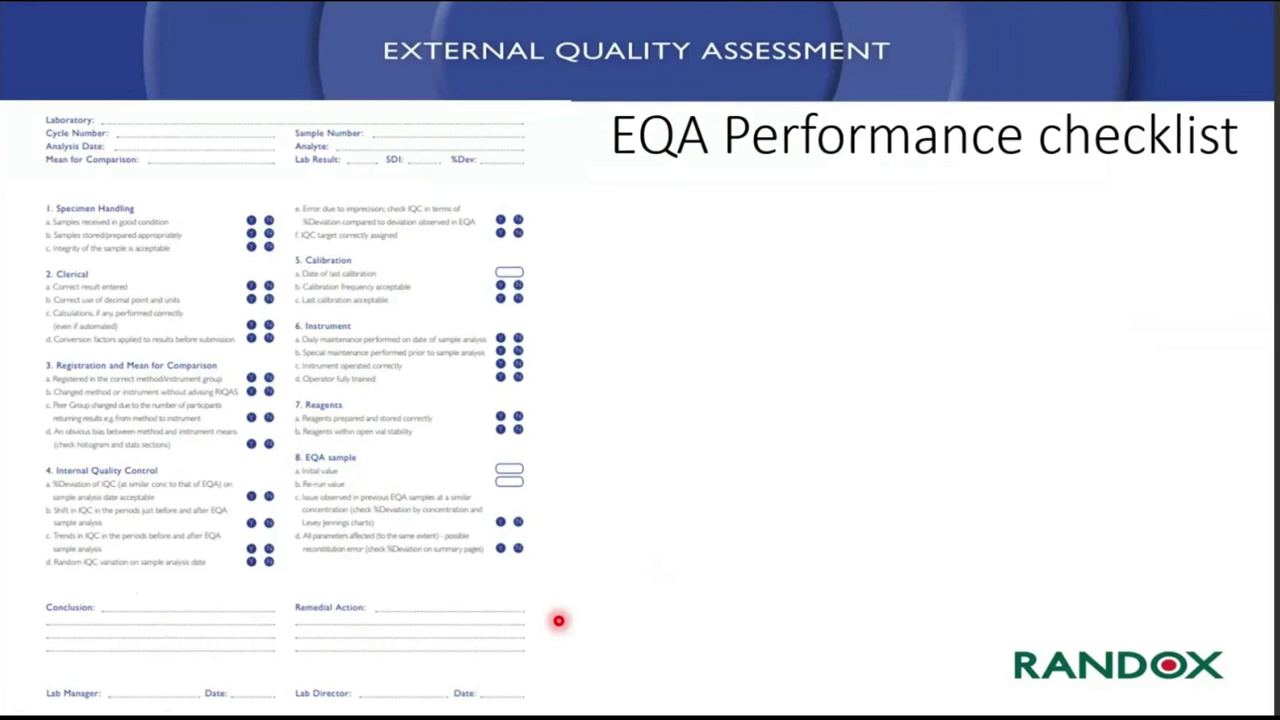 EXTERNAL QUALITY ASSESSMENT
EQA Performance checklist
Laboratory:
Cycle Number:
Sample Number:
Analysis Date:
Analyte:
Mean for Comparison:
Lab Result: SDI: %Dev:
1. Specimen Handling
a. Samples received in good condition Y N
b. Samples stored/prepared appropriately Y N
c. Integrity of the sample is acceptable Y N
2. Clerical
a. Correct result entered Y N
b. Correct use of decimal point and units Y N
c. Calculations, if any, performed correctly
(even if automated) Y N
d. Conversion factors applied to results before submission Y N
3. Registration and Mean for Comparison
a. Registered in the correct method/instrument group Y N
b. Changed method or instrument without advising RIQAS Y N
c. Peer Group changed due to the number of participants
returning results e.g. from method to instrument Y N
d. An obvious bias between method and instrument means
(check histogram and stats sections) Y N
4. Internal Quality Control
a. %Deviation of IQC (at similar conc to that of EQA) on
sample analysis date acceptable Y N
b. Shift in IQC in the periods just before and after EQA
sample analysis Y N
c. Trends in IQC in the periods before and after EQA
sample analysis Y N
d. Random IQC variation on sample analysis date Y N
e. Error due to imprecision; check IQC in terms of
%Deviation compared to deviation observed in EQA Y N
f. IQC target correctly assigned Y N
5. Calibration
a. Date of last calibration
b. Calibration frequency acceptable Y N
c. Last calibration acceptable Y N
6. Instrument
a. Daily maintenance performed on date of sample analysis Y N
b. Special maintenance performed prior to sample analysis Y N
c. Instrument operated correctly Y N
d. Operator fully trained Y N
7. Reagents
a. Reagents prepared and stored correctly Y N
b. Reagents within open vial stability Y N
8. EQA sample
a. Initial value
b. Re-run value
c. Issue observed in previous EQA samples at a similar
concentration (check %Deviation by concentration and
Levey Jennings charts) Y N
d. All parameters affected (to the same extent) - possible
reconstitution error (check %Deviation on summary pages) Y N
Conclusion:
Remedial Action:
Lab Manager: Date:
Lab Director: Date:
RANDOX